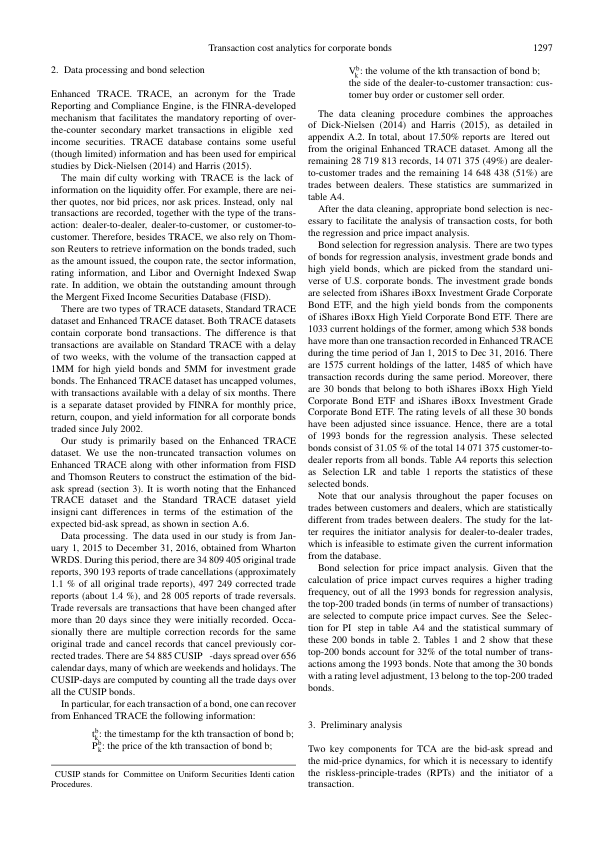 Transaction cost analytics for corporate bonds 1297
2. Data processing and bond selection
Enhanced TRACE. TRACE, an acronym for the Trade
Reporting and Compliance Engine, is the FINRA-developed
mechanism that facilitates the mandatory reporting of over-
the-counter secondary market transactions in eligible xed
income securities. TRACE database contains some useful
(though limited) information and has been used for empirical
studies by Dick-Nielsen (2014) and Harris (2015).
The main dif culty working with TRACE is the lack of
information on the liquidity offer. For example, there are nei-
ther quotes, nor bid prices, nor ask prices. Instead, only nal
transactions are recorded, together with the type of the trans-
action: dealer-to-dealer, dealer-to-customer, or customer-to-
customer. Therefore, besides TRACE, we also rely on Thom-
son Reuters to retrieve information on the bonds traded, such
as the amount issued, the coupon rate, the sector information,
rating information, and Libor and Overnight Indexed Swap
rate. In addition, we obtain the outstanding amount through
the Mergent Fixed Income Securities Database (FISD).
There are two types of TRACE datasets, Standard TRACE
dataset and Enhanced TRACE dataset. Both TRACE datasets
contain corporate bond transactions. The difference is that
transactions are available on Standard TRACE with a delay
of two weeks, with the volume of the transaction capped at
1MM for high yield bonds and 5MM for investment grade
bonds. The Enhanced TRACE dataset has uncapped volumes,
with transactions available with a delay of six months. There
is a separate dataset provided by FINRA for monthly price,
return, coupon, and yield information for all corporate bonds
traded since July 2002.
Our study is primarily based on the Enhanced TRACE
dataset. We use the non-truncated transaction volumes on
Enhanced TRACE along with other information from FISD
and Thomson Reuters to construct the estimation of the bid-
ask spread (section 3). It is worth noting that the Enhanced
TRACE dataset and the Standard TRACE dataset yield
insigni cant differences in terms of the estimation of the
expected bid-ask spread, as shown in section A.6.
Data processing. The data used in our study is from Jan-
uary 1, 2015 to December 31, 2016, obtained from Wharton
WRDS. During this period, there are 34 809 405 original trade
reports, 390 193 reports of trade cancellations (approximately
1.1 % of all original trade reports), 497 249 corrected trade
reports (about 1.4 %), and 28 005 reports of trade reversals.
Trade reversals are transactions that have been changed after
more than 20 days since they were initially recorded. Occa-
sionally there are multiple correction records for the same
original trade and cancel records that cancel previously cor-
rected trades. There are 54 885 CUSIP -days spread over 656
calendar days, many of which are weekends and holidays. The
CUSIP-days are computed by counting all the trade days over
all the CUSIP bonds.
In particular, for each transaction of a bond, one can recover
from Enhanced TRACE the following information:
t_k^b: the timestamp for the kth transaction of bond b;
P_k^b: the price of the kth transaction of bond b;
CUSIP stands for Committee on Uniform Securities Identi cation
Procedures.
V_k^b: the volume of the kth transaction of bond b;
the side of the dealer-to-customer transaction: cus-
tomer buy order or customer sell order.
The data cleaning procedure combines the approaches
of Dick-Nielsen (2014) and Harris (2015), as detailed in
appendix A.2. In total, about 17.50% reports are ltered out
from the original Enhanced TRACE dataset. Among all the
remaining 28 719 813 records, 14 071 375 (49%) are dealer-
to-customer trades and the remaining 14 648 438 (51%) are
trades between dealers. These statistics are summarized in
table A4.
After the data cleaning, appropriate bond selection is nec-
essary to facilitate the analysis of transaction costs, for both
the regression and price impact analysis.
Bond selection for regression analysis. There are two types
of bonds for regression analysis, investment grade bonds and
high yield bonds, which are picked from the standard uni-
verse of U.S. corporate bonds. The investment grade bonds
are selected from iShares iBoxx Investment Grade Corporate
Bond ETF, and the high yield bonds from the components
of iShares iBoxx High Yield Corporate Bond ETF. There are
1033 current holdings of the former, among which 538 bonds
have more than one transaction recorded in Enhanced TRACE
during the time period of Jan 1, 2015 to Dec 31, 2016. There
are 1575 current holdings of the latter, 1485 of which have
transaction records during the same period. Moreover, there
are 30 bonds that belong to both iShares iBoxx High Yield
Corporate Bond ETF and iShares iBoxx Investment Grade
Corporate Bond ETF. The rating levels of all these 30 bonds
have been adjusted since issuance. Hence, there are a total
of 1993 bonds for the regression analysis. These selected
bonds consist of 31.05 % of the total 14 071 375 customer-to-
dealer reports from all bonds. Table A4 reports this selection
as Selection LR and table 1 reports the statistics of these
selected bonds.
Note that our analysis throughout the paper focuses on
trades between customers and dealers, which are statistically
different from trades between dealers. The study for the lat-
ter requires the initiator analysis for dealer-to-dealer trades,
which is infeasible to estimate given the current information
from the database.
Bond selection for price impact analysis. Given that the
calculation of price impact curves requires a higher trading
frequency, out of all the 1993 bonds for regression analysis,
the top-200 traded bonds (in terms of number of transactions)
are selected to compute price impact curves. See the Selec-
tion for PI step in table A4 and the statistical summary of
these 200 bonds in table 2. Tables 1 and 2 show that these
top-200 bonds account for 32% of the total number of trans-
actions among the 1993 bonds. Note that among the 30 bonds
with a rating level adjustment, 13 belong to the top-200 traded
bonds.
3. Preliminary analysis
Two key components for TCA are the bid-ask spread and
the mid-price dynamics, for which it is necessary to identify
the riskless-principle-trades (RPTs) and the initiator of a
transaction.